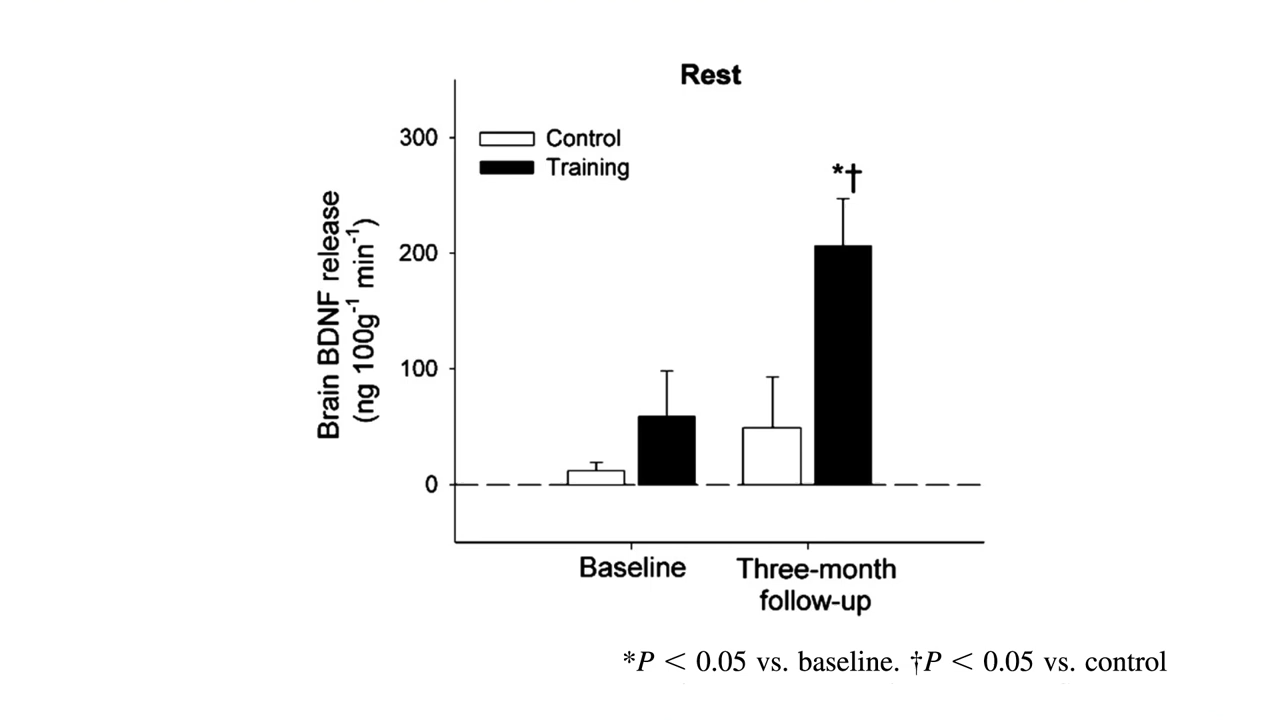 Rest
300
200
100
0
Control
Training
*†
Brain BDNF release
(ng 100g⁻¹ min⁻¹)
Baseline
Three-month
follow-up
*P < 0.05 vs. baseline. †P < 0.05 vs. control